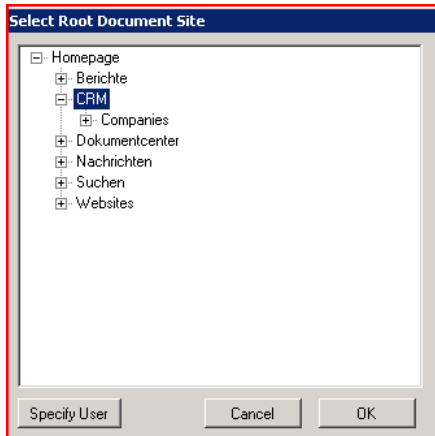 Select Root Document Site
Homepage
Berichte
CRM
Companies
Dokumentcenter
Nachrichten
Suchen
Websites
Specify User Cancel OK